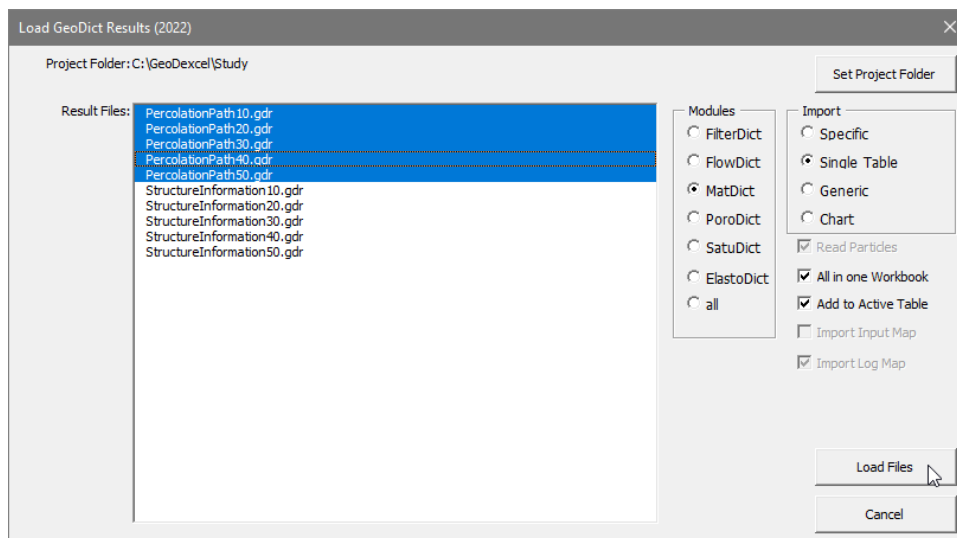 Load GeoDict Results (2022)
Project Folder: C:\GeoDexcel\Study
Set Project Folder
Result Files:
PercolationPath10.gdr
PercolationPath20.gdr
PercolationPath30.gdr
PercolationPath40.gdr
PercolationPath50.gdr
StructureInformation10.gdr
StructureInformation20.gdr
StructureInformation30.gdr
StructureInformation40.gdr
StructureInformation50.gdr
Modules
FilterDict
FlowDict
MatDict
PoroDict
SatuDict
ElastoDict
all
Import
Specific
Single Table
Generic
Chart
Read Particles
All in one Workbook
Add to Active Table
Import Input Map
Import Log Map
Load Files
Cancel